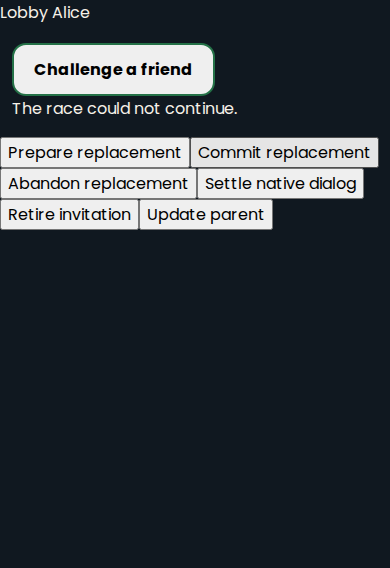 Lobby Alice
Challenge a friend
The race could not continue.
Prepare replacement Commit replacement
Abandon replacement Settle native dialog
Retire invitation Update parent